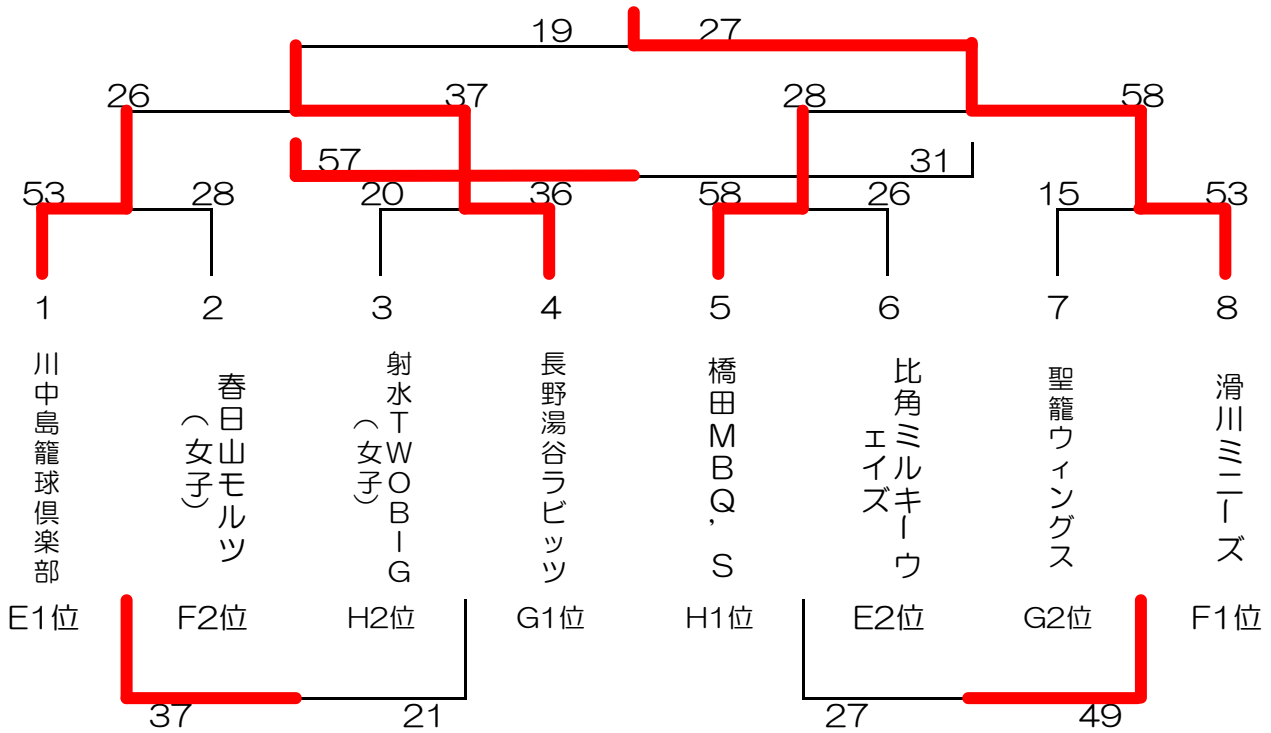 19 27
26 37 28 58
57 31
53 28 20 36 58 26 15 53
1 2 3 4 5 6 7 8
川中島籠球倶楽部
春日山モルツ
（女子）
射水TWOBIG
（女子）
長野湯谷ラビッツ
橋田MBQ’S
比角ミルキーウ
ェイズ
聖籠ウィングス
滑川ミニーズ
E1位 F2位 H2位 G1位 H1位 E2位 G2位 F1位
37 21 27 49